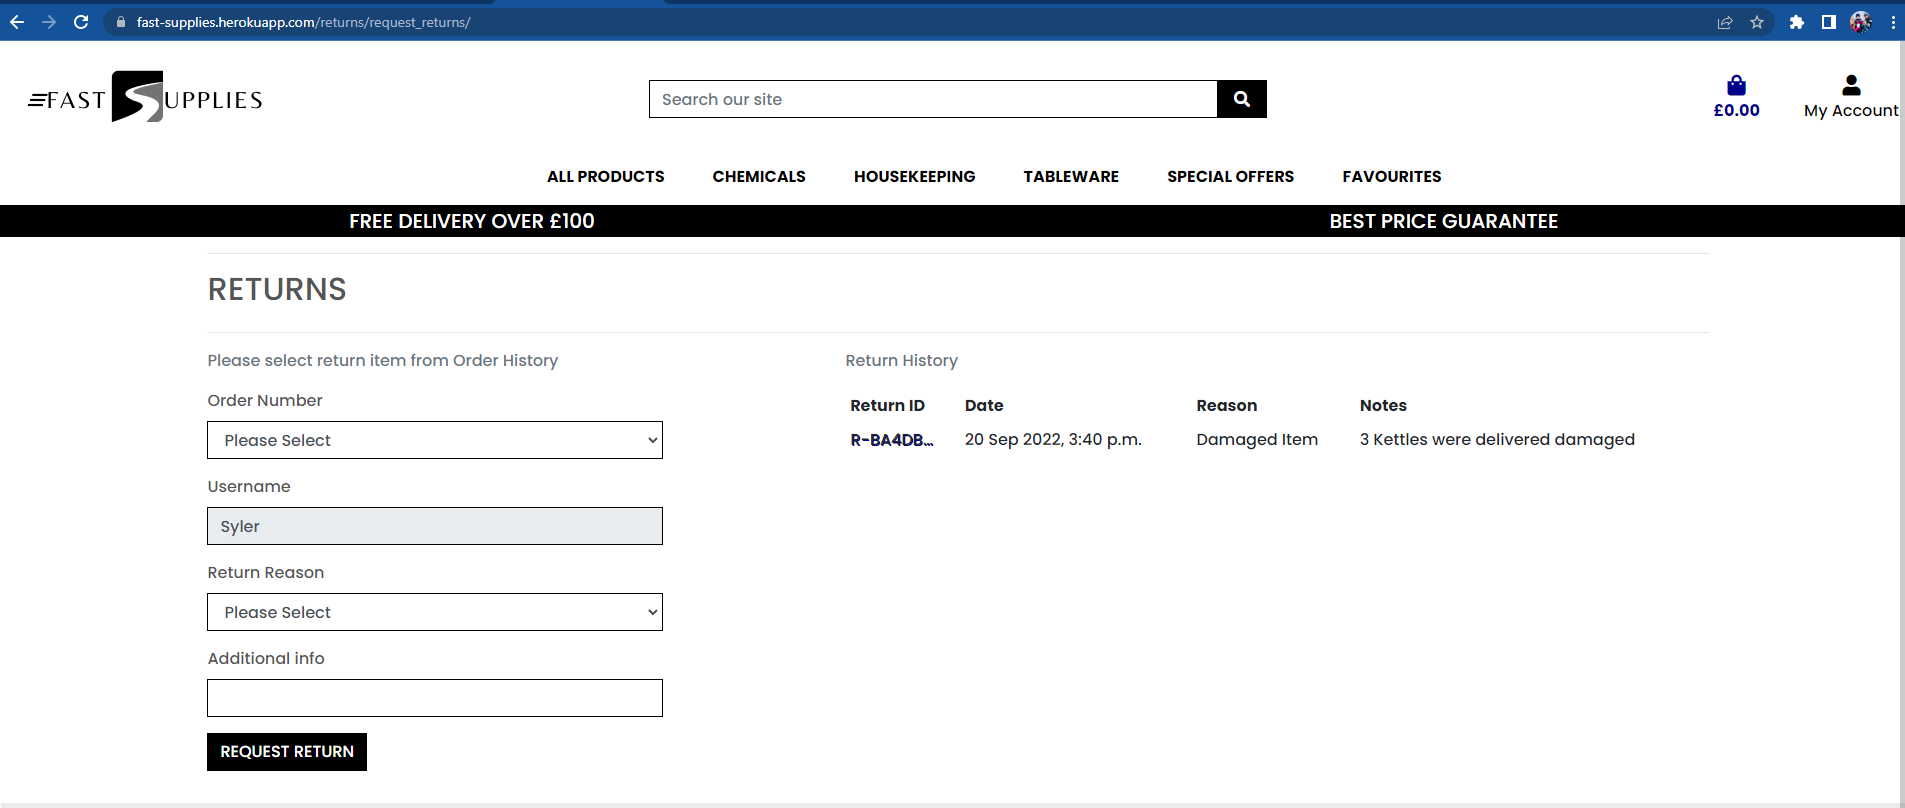 fast-supplies.herokuapp.com/returns/request_returns/
FAST SUPPLIES
Search our site
£0.00
My Account
ALL PRODUCTS CHEMICALS HOUSEKEEPING TABLEWARE SPECIAL OFFERS FAVOURITES
FREE DELIVERY OVER £100 BEST PRICE GUARANTEE
RETURNS
Please select return item from Order History
Order Number
Please Select
Username
Syler
Return Reason
Please Select
Additional info
REQUEST RETURN
Return History
Return ID Date Reason Notes
R-BA4DB... 20 Sep 2022, 3:40 p.m. Damaged Item 3 Kettles were delivered damaged